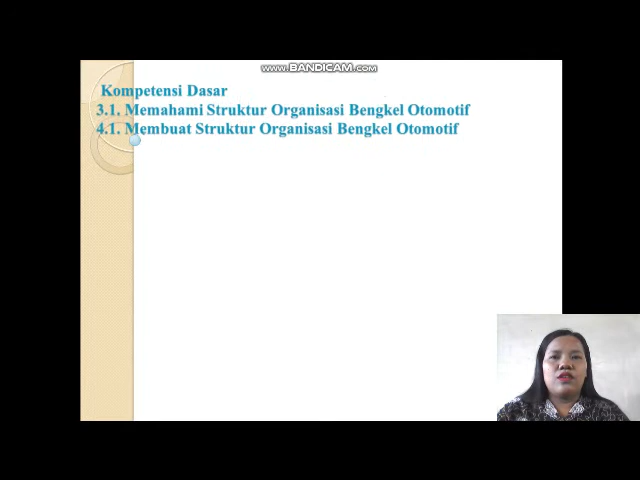 www.BANDICAM.com
Kompetensi Dasar
3.1. Memahami Struktur Organisasi Bengkel Otomotif
4.1. Membuat Struktur Organisasi Bengkel Otomotif